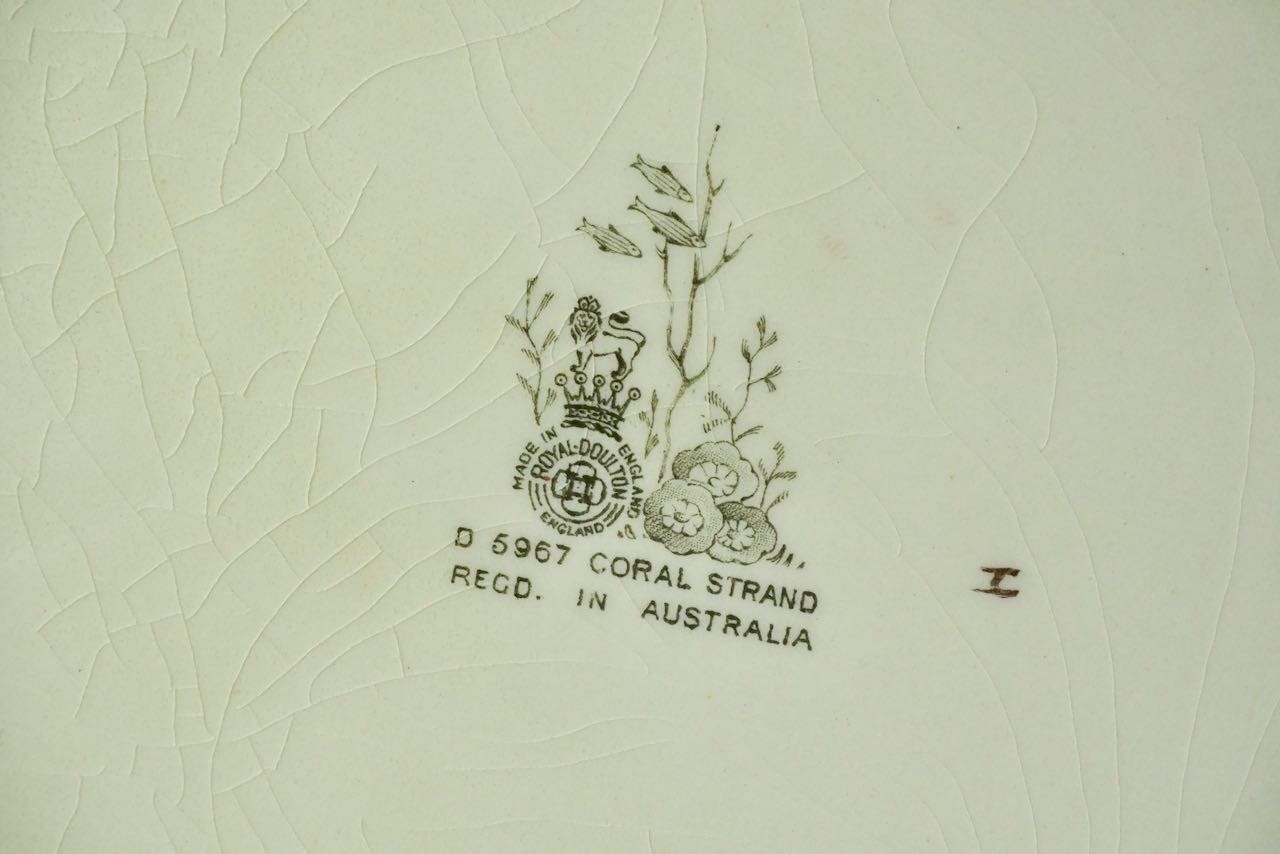 MADE IN ENGLAND
ROYAL·DOULTON
ENGLAND
D 5967 CORAL STRAND
REGD. IN AUSTRALIA
I